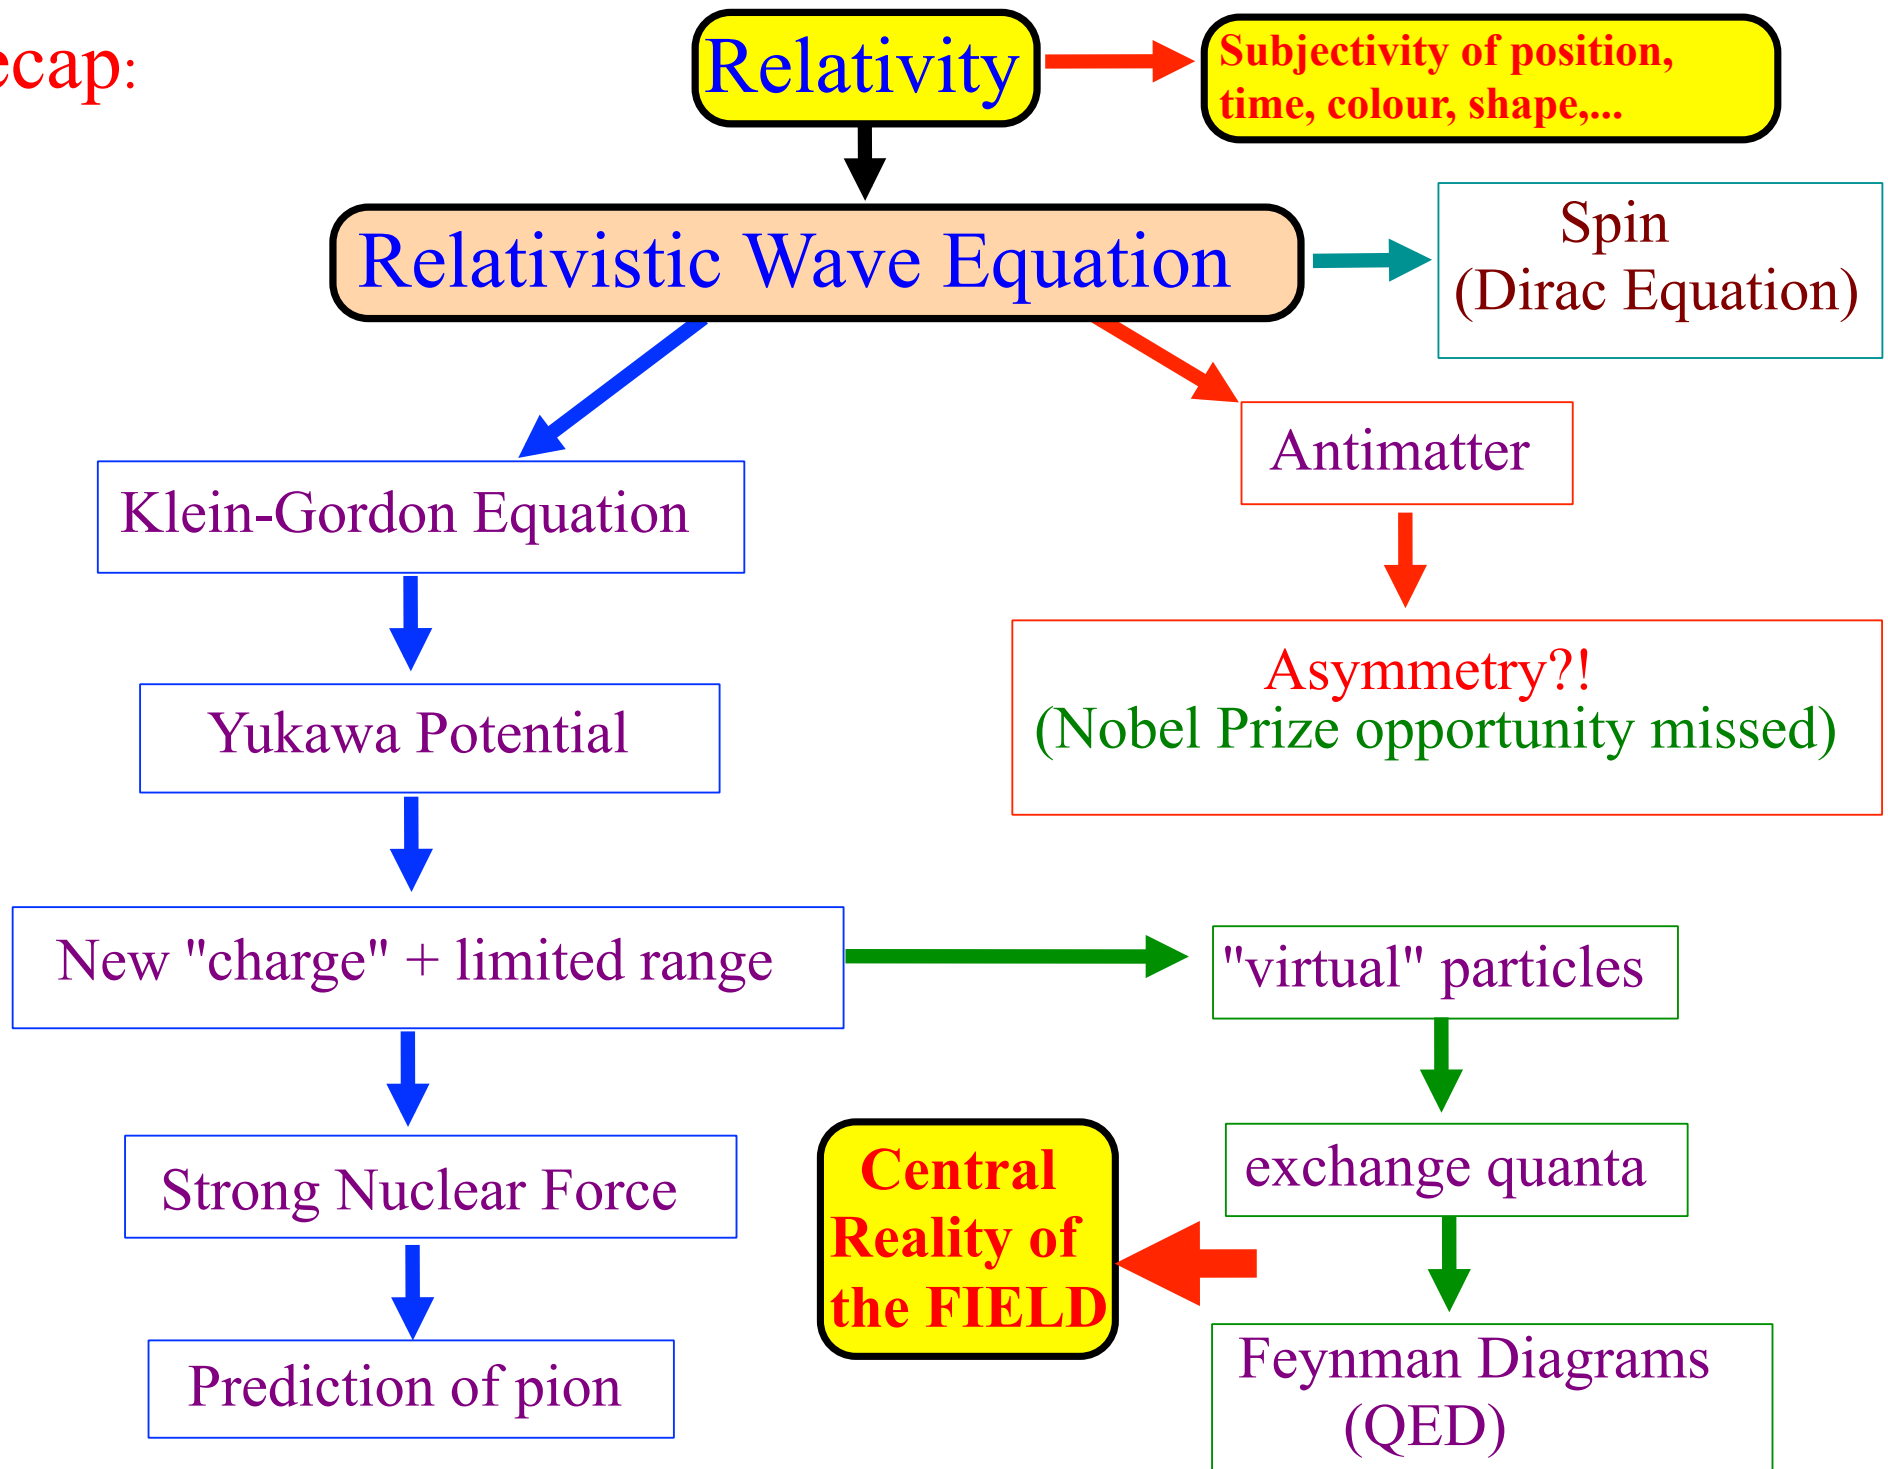 ecap:
Relativity
Subjectivity of position,
time, colour, shape,...
Relativistic Wave Equation
Spin
(Dirac Equation)
Antimatter
Klein-Gordon Equation
Asymmetry?!
(Nobel Prize opportunity missed)
Yukawa Potential
New "charge" + limited range
"virtual" particles
Strong Nuclear Force
exchange quanta
Central
Reality of
the FIELD
Prediction of pion
Feynman Diagrams
(QED)